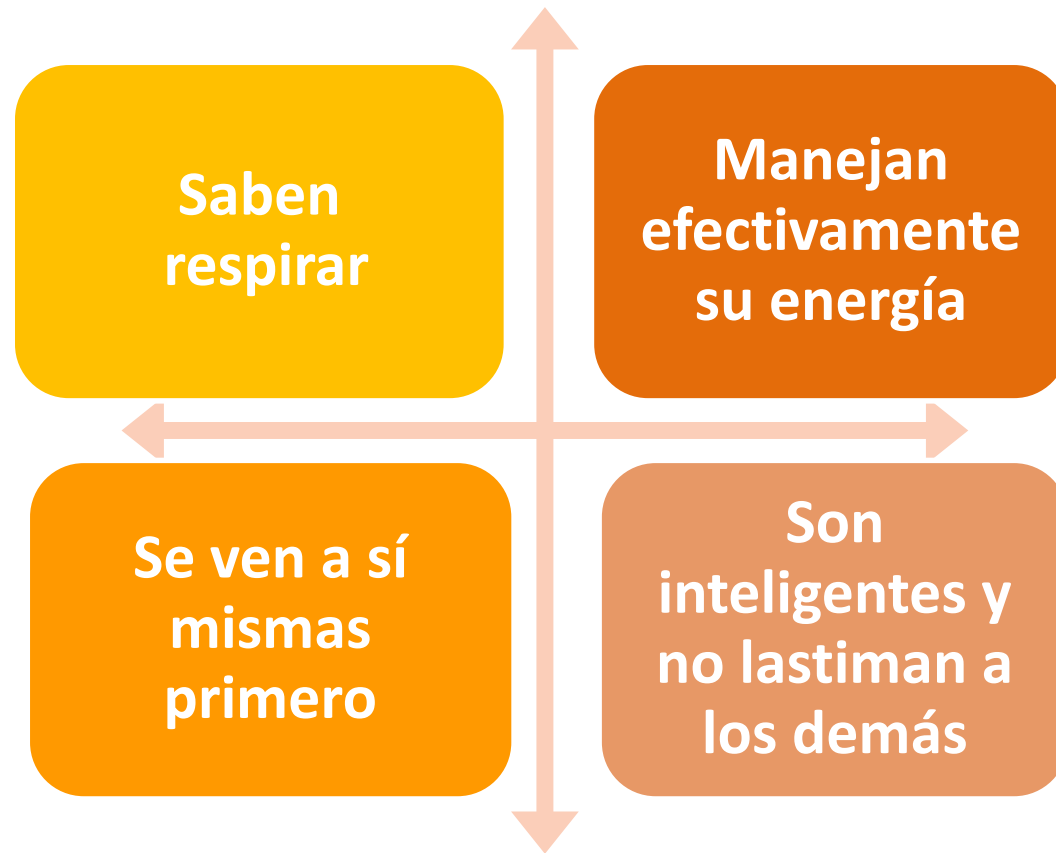 Saben
respirar
Manejan
efectivamente
su energía
Se ven a sí
mismas
primero
Son
inteligentes y
no lastiman a
los demás